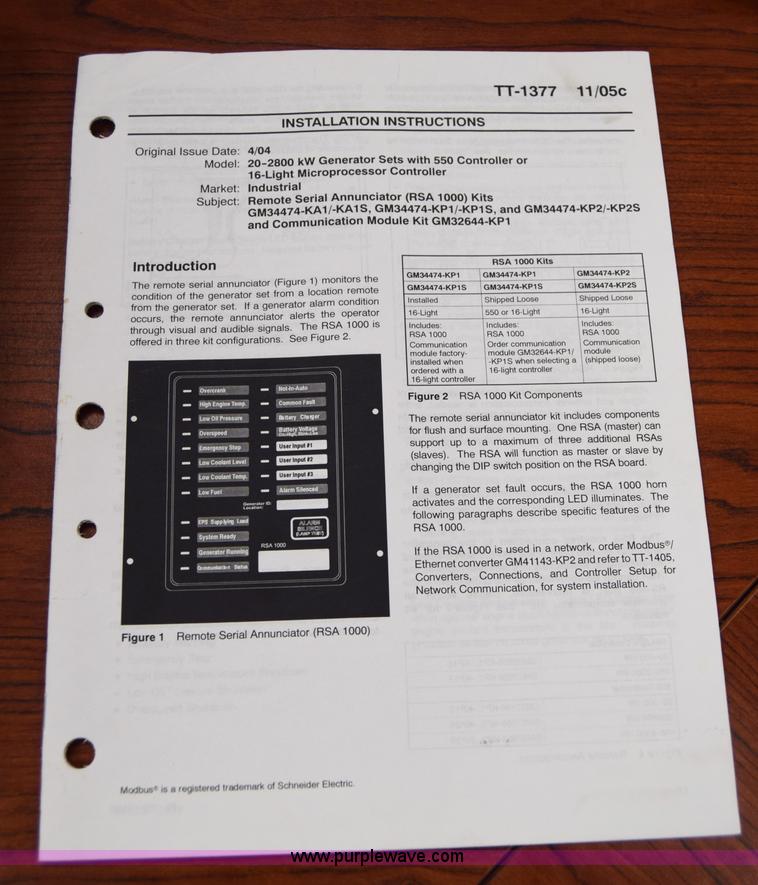 TT-1377 11/05c
INSTALLATION INSTRUCTIONS
Original Issue Date: 4/04
Model: 20-2800 kW Generator Sets with 550 Controller or
16-Light Microprocessor Controller
Market: Industrial
Subject: Remote Serial Annunciator (RSA 1000) Kits
GM34474-KA1/-KA1S, GM34474-KP1/-KP1S, and GM34474-KP2/-KP2S
and Communication Module Kit GM32644-KP1
Introduction
The remote serial annunciator (Figure 1) monitors the
condition of the generator set from a location remote
from the generator set. If a generator alarm condition
occurs, the remote annunciator alerts the operator
through visual and audible signals. The RSA 1000 is
offered in three kit configurations. See Figure 2.
Overcrank
Not-In-Auto
High Engine Temp.
Common Fault
Low Oil Pressure
Battery Charger
Overspeed
Battery Voltage
Emergency Stop
User Input #1
Low Coolant Level
User Input #2
Low Coolant Temp.
User Input #3
Low Fuel
Alarm Silenced
Generator ID:
Location:
EPS Supplying Load
ALARM
SILENCE
(LAMP TEST)
System Ready
Generator Running
RSA 1000
Communication Status
Figure 1 Remote Serial Annunciator (RSA 1000)
RSA 1000 Kits
GM34474-KP1 GM34474-KP1 GM34474-KP2
GM34474-KP1S GM34474-KP1S GM34474-KP2S
Installed Shipped Loose Shipped Loose
16-Light 550 or 16-Light 16-Light
Includes: Includes: Includes:
RSA 1000 RSA 1000 RSA 1000
Communication Order communication Communication
module factory- module GM32644-KP1/ module
installed when -KP1S when selecting a (shipped loose)
ordered with a 16-light controller
16-light controller
Figure 2 RSA 1000 Kit Components
The remote serial annunciator kit includes components
for flush and surface mounting. One RSA (master) can
support up to a maximum of three additional RSAs
(slaves). The RSA will function as master or slave by
changing the DIP switch position on the RSA board.
If a generator set fault occurs, the RSA 1000 horn
activates and the corresponding LED illuminates. The
following paragraphs describe specific features of the
RSA 1000.
If the RSA 1000 is used in a network, order Modbus®/
Ethernet converter GM41143-KP2 and refer to TT-1405,
Converters, Connections, and Controller Setup for
Network Communication, for system installation.
Modbus® is a registered trademark of Schneider Electric.
www.purplewave.com